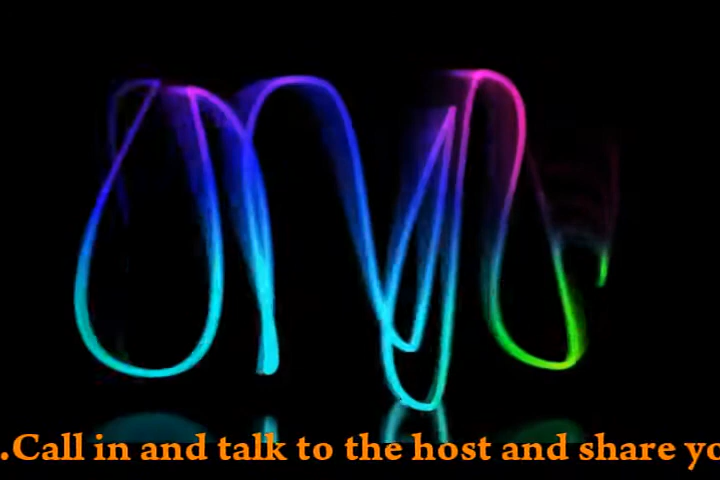 .Call in and talk to the host and share yo